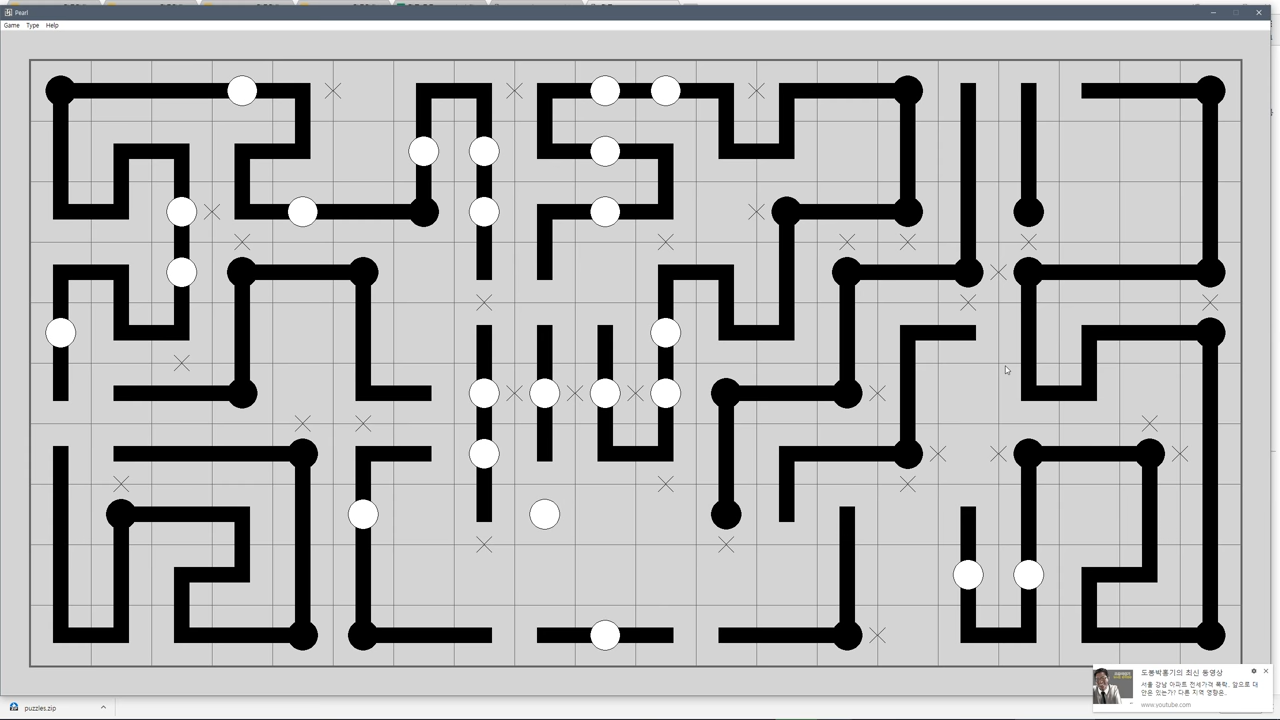 Pearl
Game Type Help
도봉박홍기의 최신 동영상
서울 강남 아파트 전세가격 폭락, 앞으로 대
안은 있는가? 다른 지역 영향은..
www.youtube.com
puzzles.zip